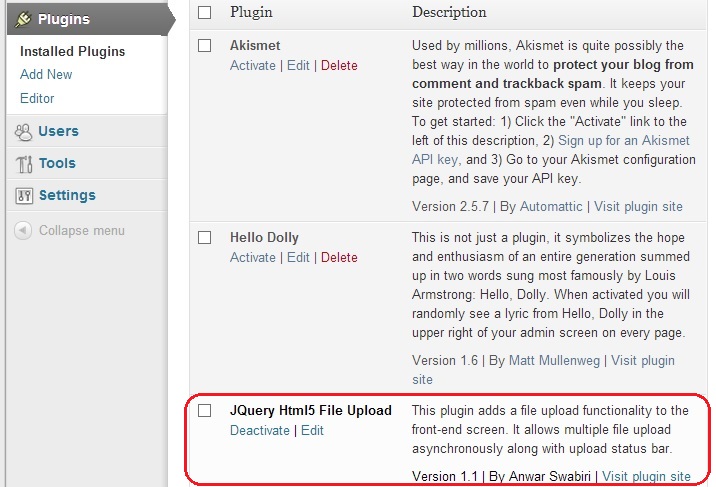 Plugins
Installed Plugins
Add New
Editor
Users
Tools
Settings
Collapse menu
Plugin
Description
Akismet
Activate | Edit | Delete
Used by millions, Akismet is quite possibly the
best way in the world to protect your blog from
comment and trackback spam. It keeps your
site protected from spam even while you sleep.
To get started: 1) Click the "Activate" link to the
left of this description, 2) Sign up for an Akismet
API key, and 3) Go to your Akismet configuration
page, and save your API key.
Version 2.5.7 | By Automattic | Visit plugin site
Hello Dolly
Activate | Edit | Delete
This is not just a plugin, it symbolizes the hope
and enthusiasm of an entire generation summed
up in two words sung most famously by Louis
Armstrong: Hello, Dolly. When activated you will
randomly see a lyric from Hello, Dolly in the
upper right of your admin screen on every page.
Version 1.6 | By Matt Mullenweg | Visit plugin
site
JQuery Html5 File Upload
Deactivate | Edit
This plugin adds a file upload functionality to the
front-end screen. It allows multiple file upload
asynchronously along with upload status bar.
Version 1.1 | By Anwar Swabiri | Visit plugin site